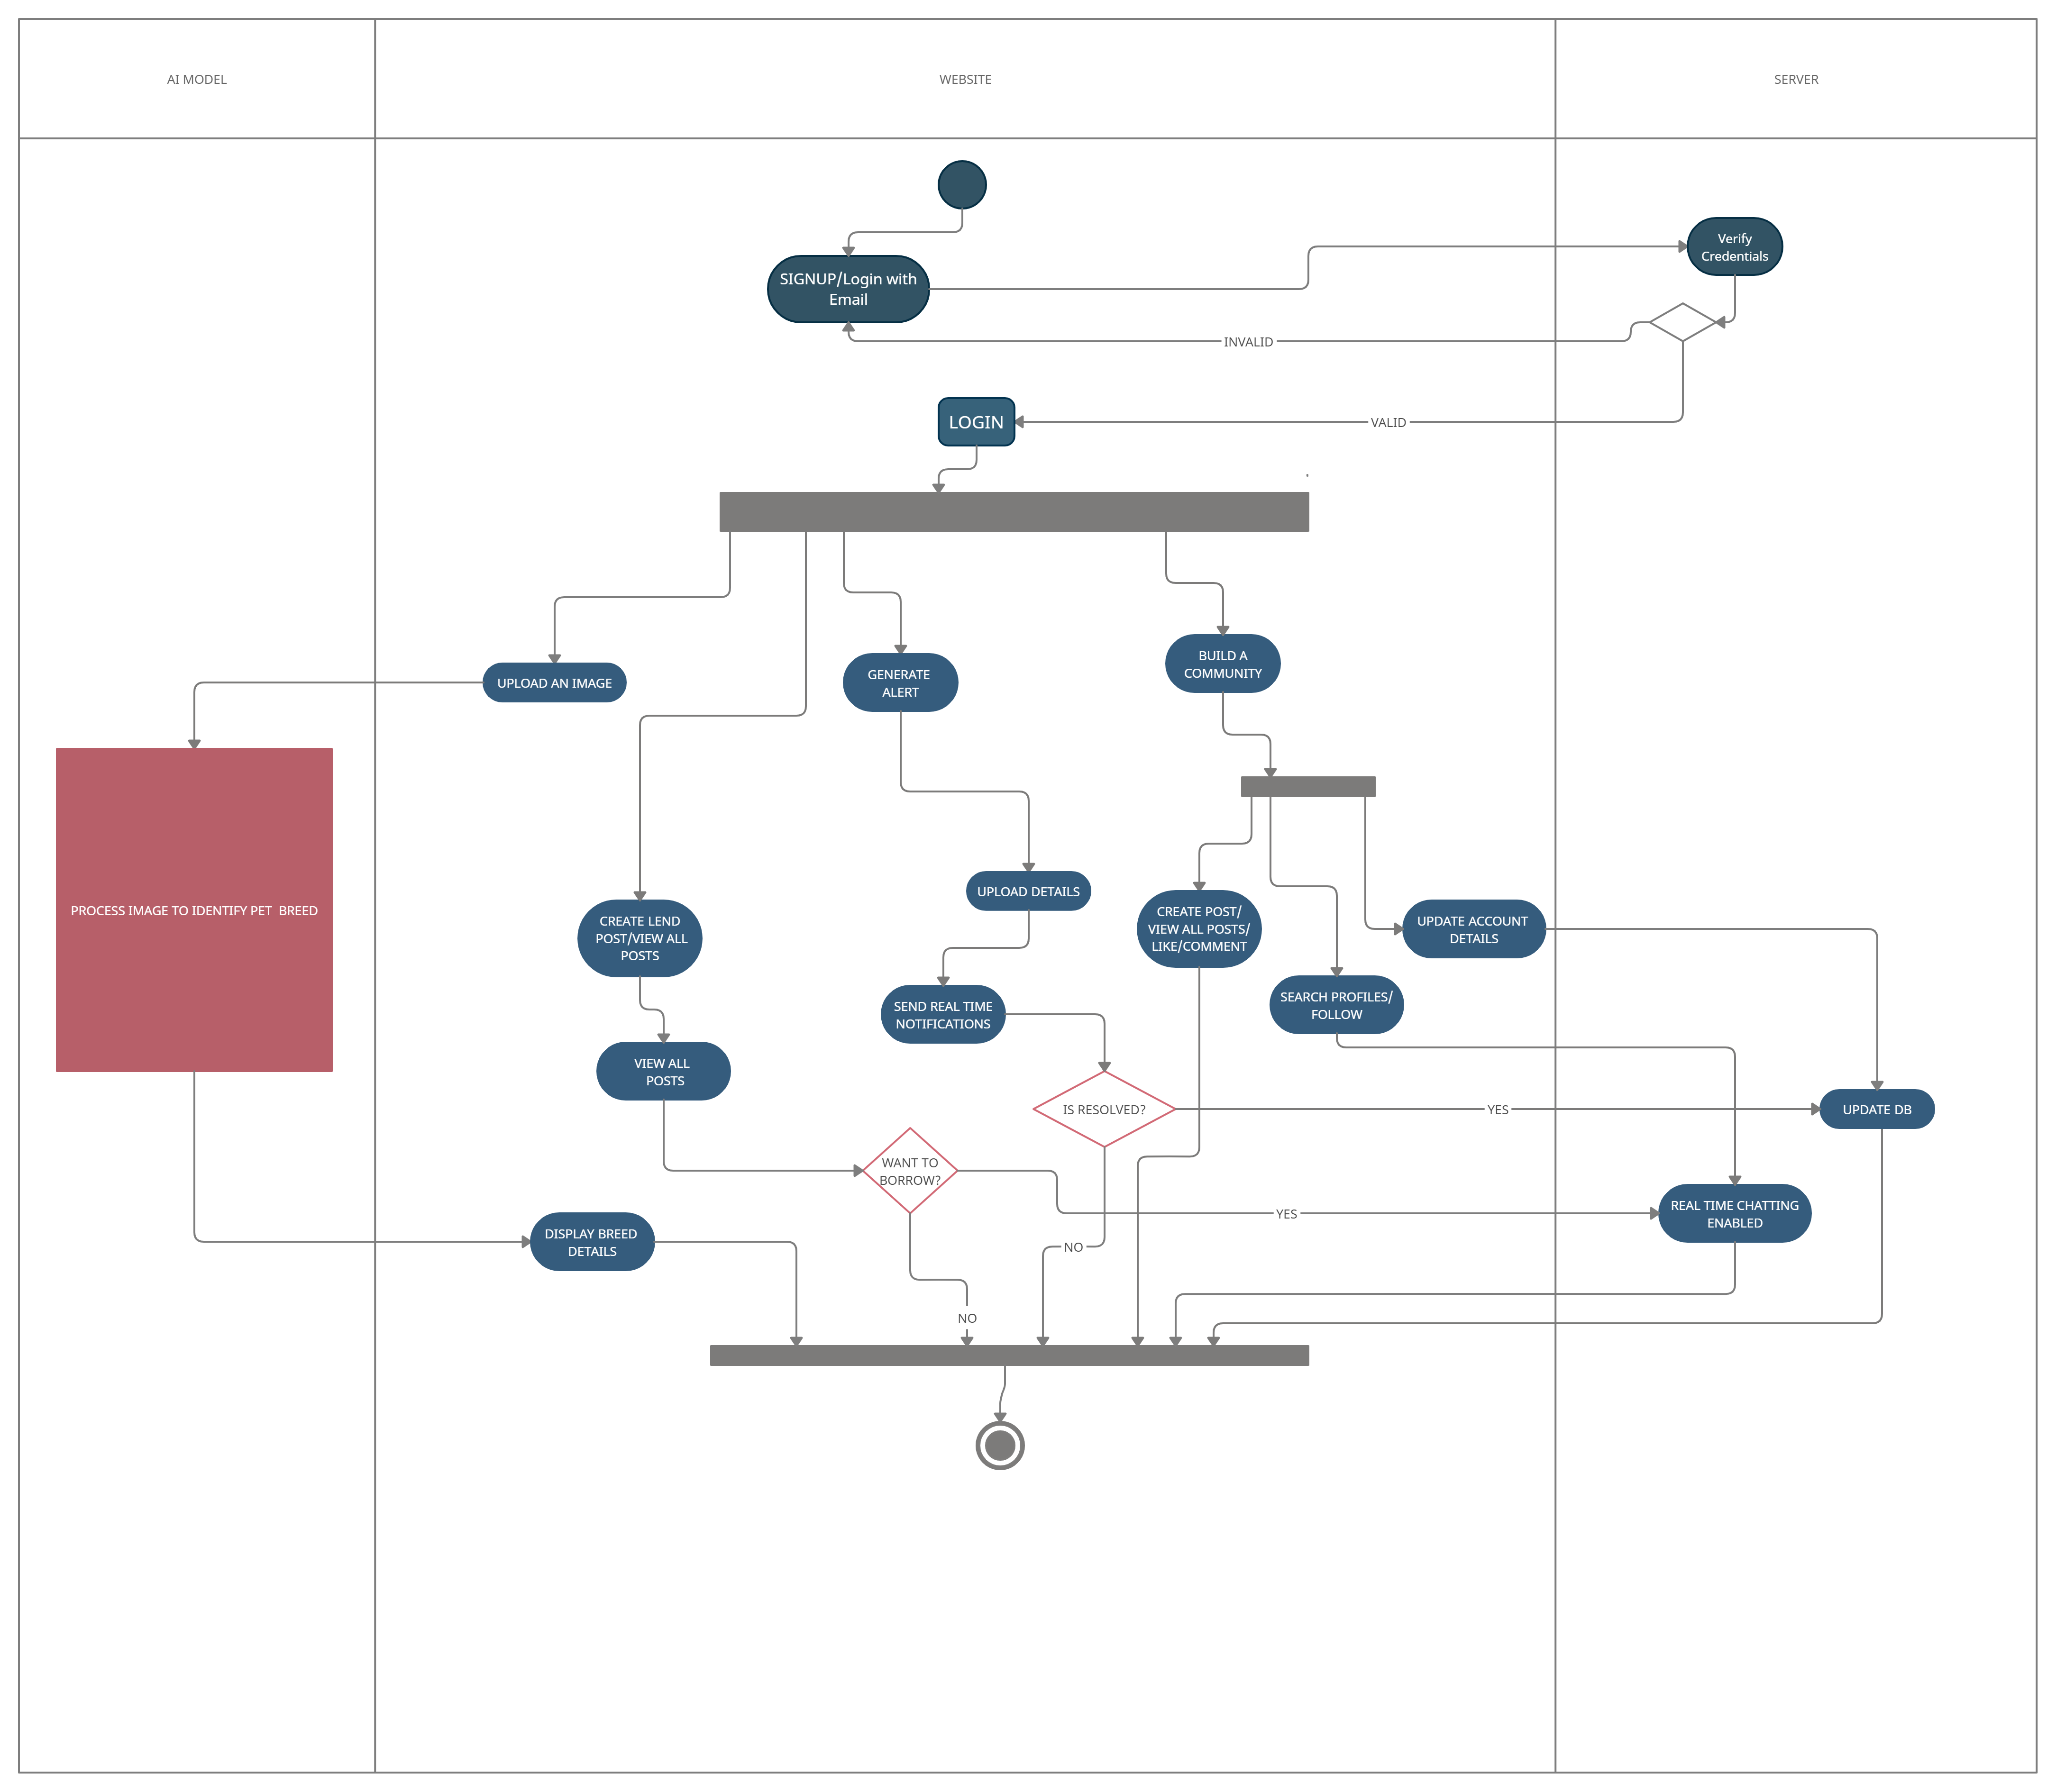 AI MODEL
WEBSITE
SERVER
Verify
Credentials
SIGNUP/Login with
Email
INVALID
LOGIN
VALID
UPLOAD AN IMAGE
GENERATE
ALERT
BUILD A
COMMUNITY
PROCESS IMAGE TO IDENTIFY PET  BREED
UPLOAD DETAILS
CREATE LEND
POST/VIEW ALL
POSTS
CREATE POST/
VIEW ALL POSTS/
LIKE/COMMENT
UPDATE ACCOUNT
DETAILS
SEND REAL TIME
NOTIFICATIONS
SEARCH PROFILES/
FOLLOW
VIEW ALL
POSTS
IS RESOLVED?
YES
UPDATE DB
WANT TO
BORROW?
YES
REAL TIME CHATTING
ENABLED
DISPLAY BREED
DETAILS
NO
NO